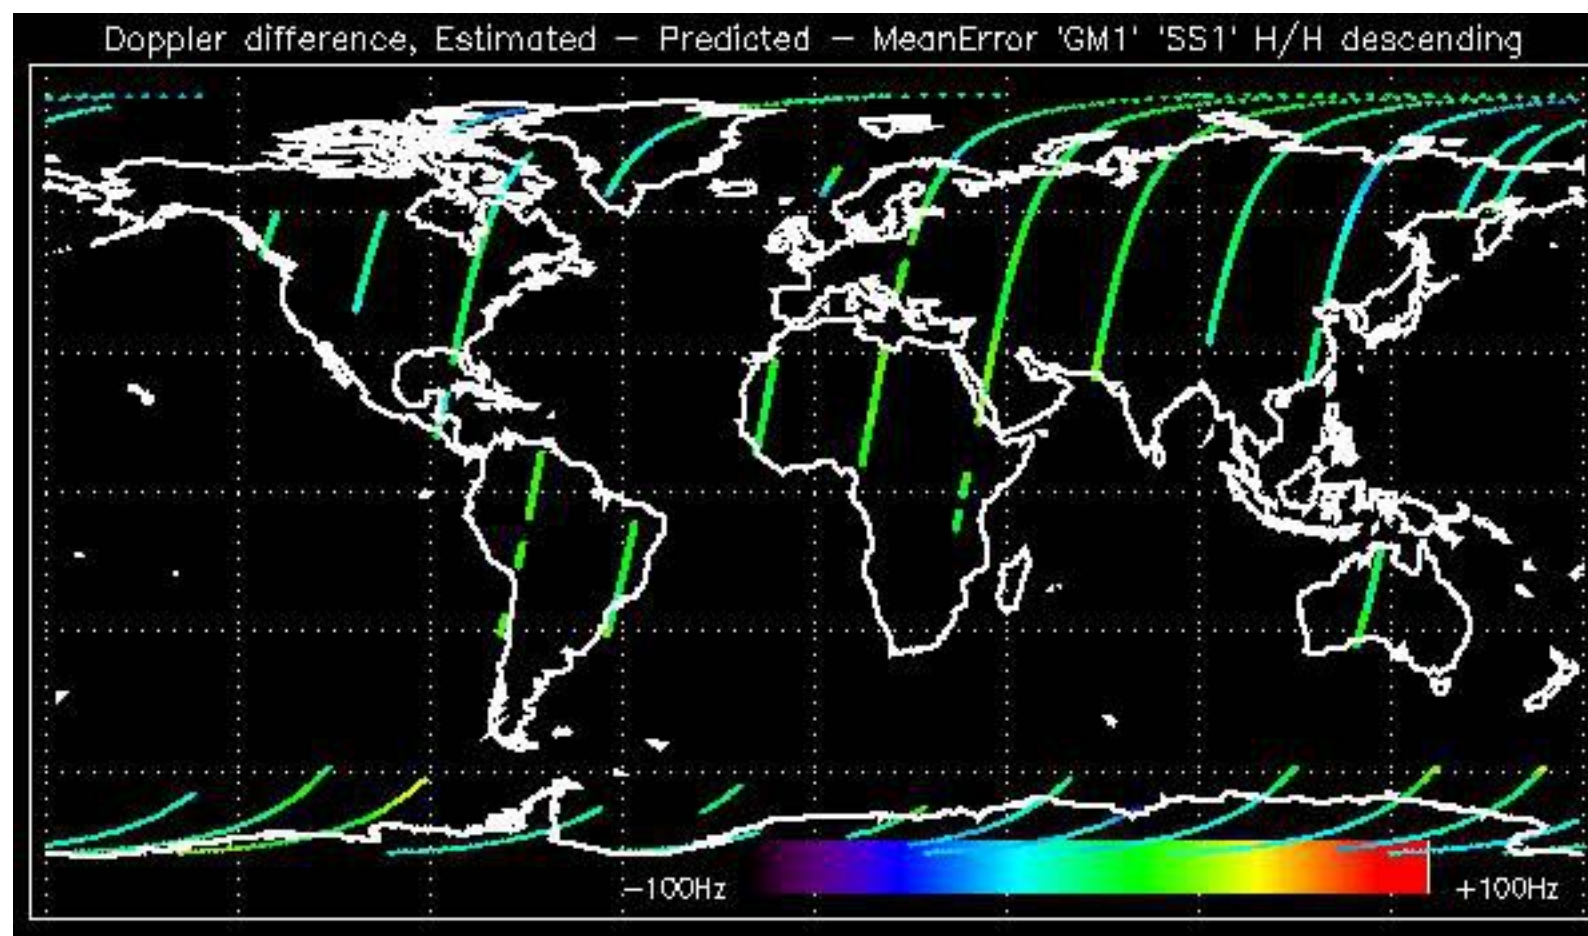 Doppler difference, Estimated − Predicted − MeanError 'GM1' 'SS1' H/H descending
−100Hz
+100Hz